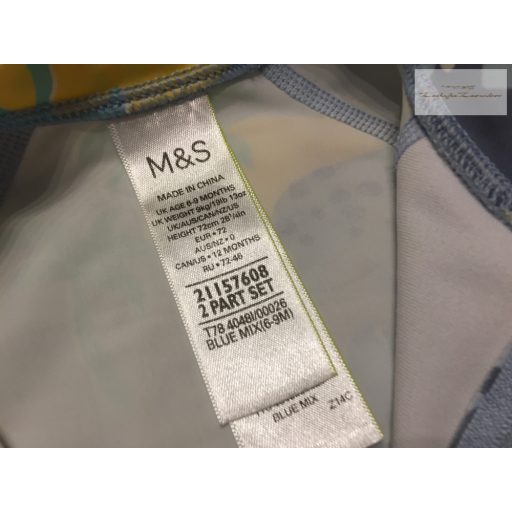 M&S
MADE IN CHINA
UK AGE 6-9 MONTHS
UK WEIGHT 9kg/19lb 13oz
UK/AUS/CAN/NZ/US
HEIGHT 72cm 28¼in
EUR • 72
AUS/NZ • 0
CAN/US • 12 MONTHS
RU • 72-46
21157608
2 PART SET
T78 4048I/00026
BLUE MIX(6-9M)
BLUE MIX
Z14C